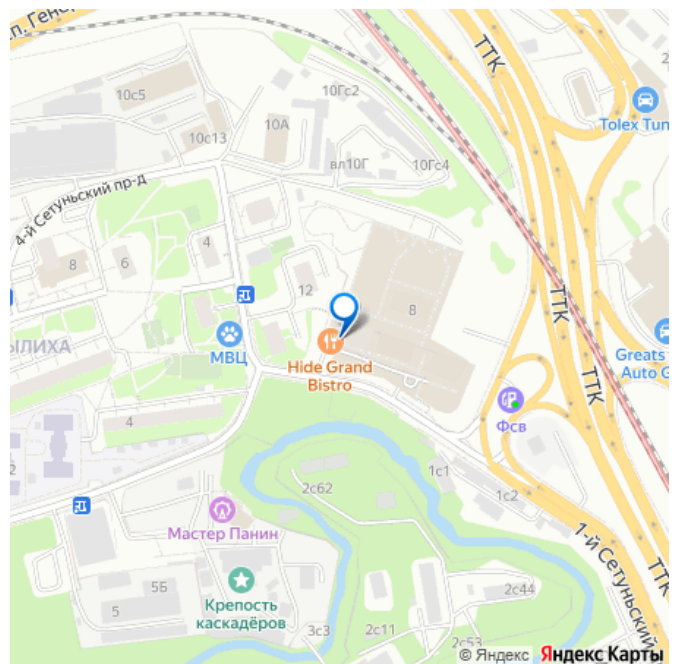 ул. Гене
ТТК
10с5
10Гс2
Tolex Tun
10с13
10А
вл10Г
10Гс4
4-й Сетуньский пр-д
4
8
6
12
8
ТТК
МВЦ
ЫЛИХА
Hide Grand
Bistro
Greats
Auto G
ТТК
Фсв
4
2
1с1
2с62
1с2
Мастер Панин
1-й Сетуньский
ТТК
5Б
5
Крепость
каскадёров
2с44
3с3
2с11
2с53
© Яндекс Яндекс Карты